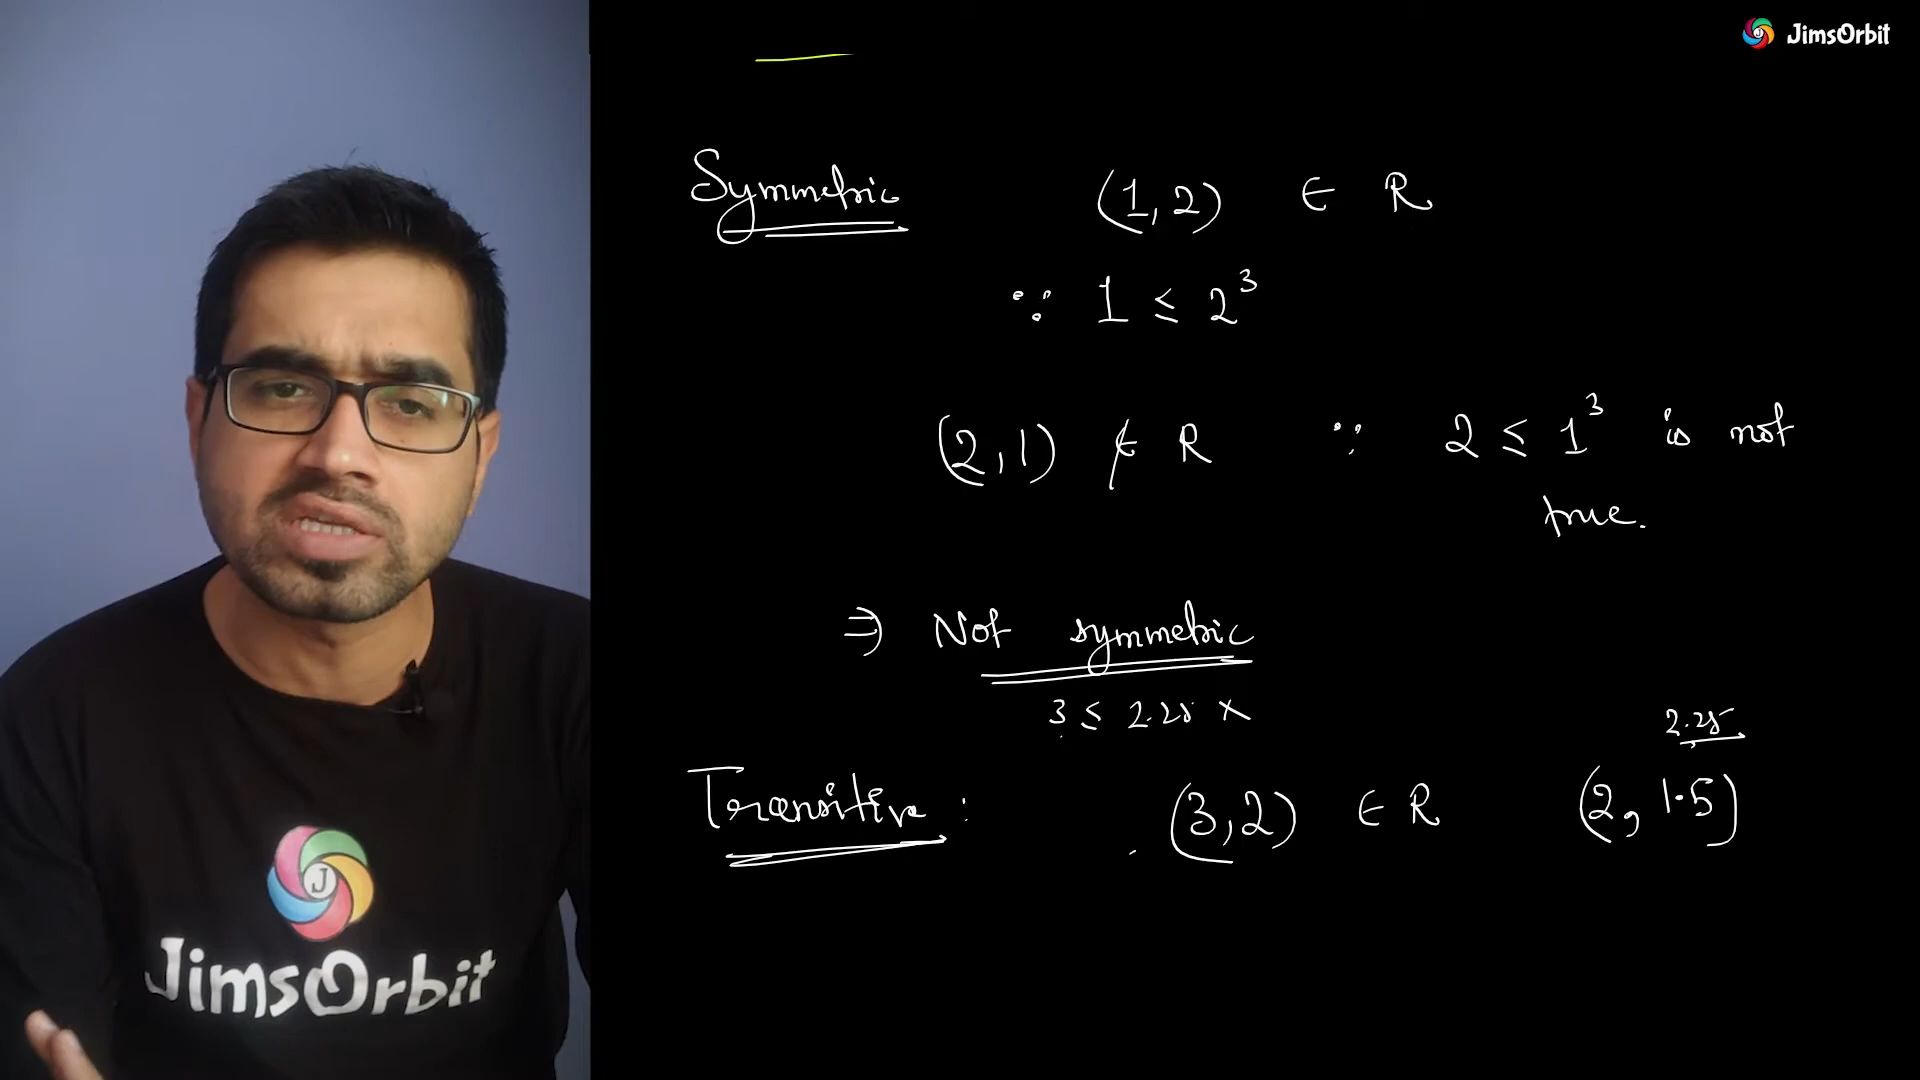 JimsOrbit
Symmetric (1,2) ∈ R
∵ 1 ≤ 2³
(2,1) ∉ R ∵ 2 ≤ 1³ is not
true.
⇒ Not symmetric
3 ≤ 2.25 × 2.25
Transitive : (3,2) ∈ R (2, 1.5)
J
JimsOrbit